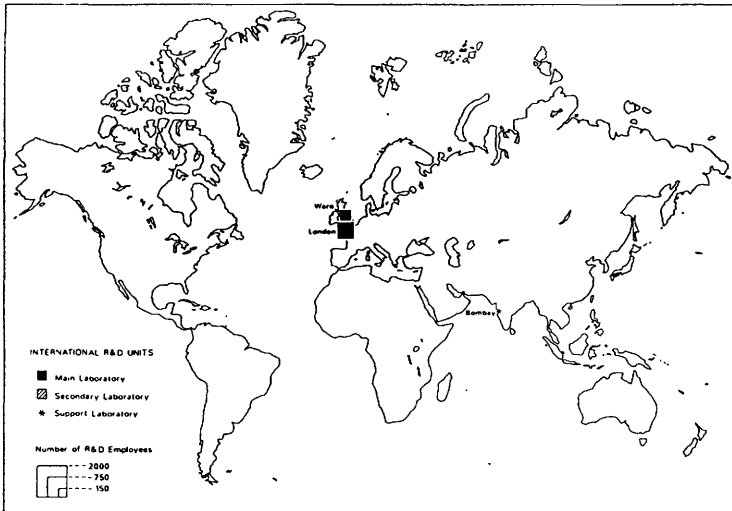 Ware
London
Bombay
INTERNATIONAL R&D UNITS
Main Laboratory
Secondary Laboratory
* Support Laboratory
Number of R&D Employees
2000
750
150